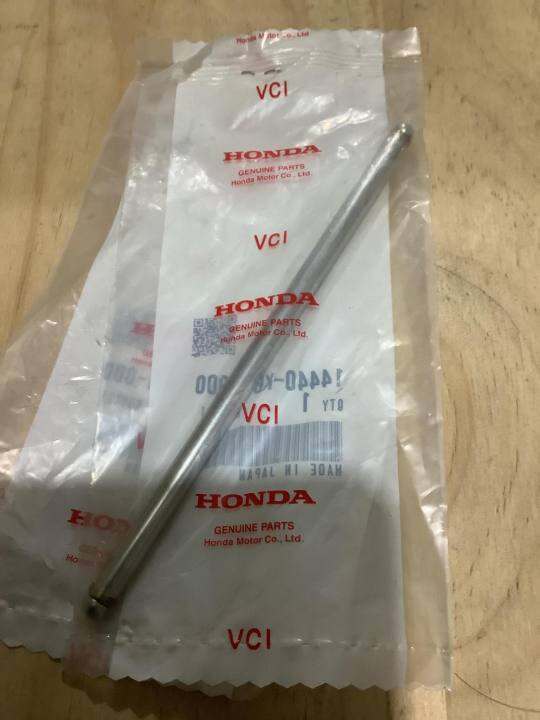 HONDA
Honda Motor Co., Ltd
VCI
HONDA
GENUINE PARTS
Honda Motor Co., Ltd.
VCI
HONDA
GENUINE PARTS
Honda Motor Co., Ltd.
QTY 1
VCI
MADE IN JAPAN
HONDA
GENUINE PARTS
Honda Motor Co., Ltd.
VCI